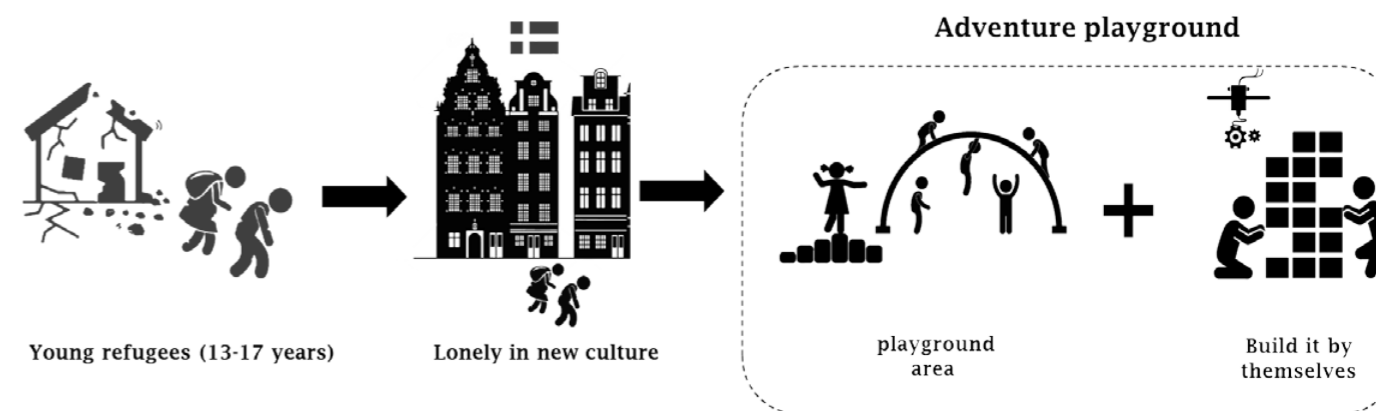 Adventure playground
Young refugees (13-17 years)
Lonely in new culture
playground
area
Build it by
themselves